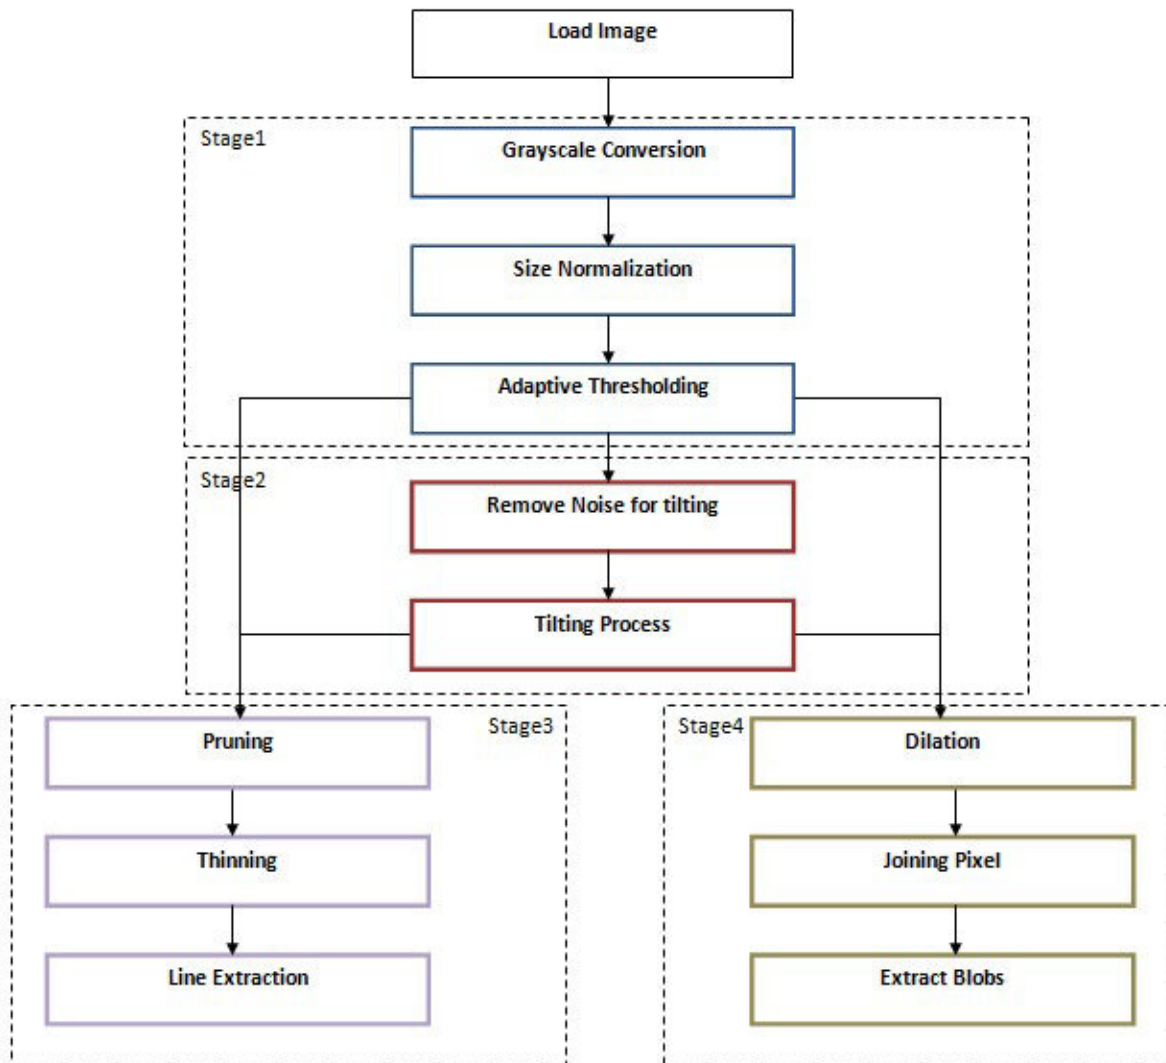 Load Image
Stage1
Grayscale Conversion
Size Normalization
Adaptive Thresholding
Stage2
Remove Noise for tilting
Tilting Process
Stage3
Pruning
Thinning
Line Extraction
Stage4
Dilation
Joining Pixel
Extract Blobs